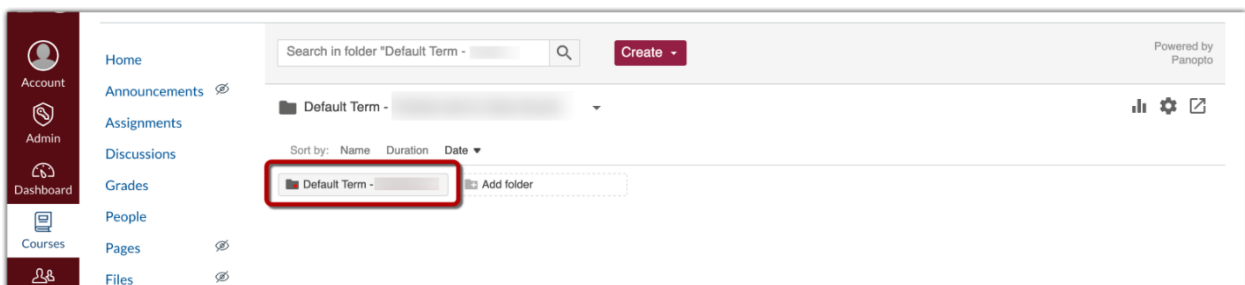 Account
Admin
Dashboard
Courses
Home
Announcements
Assignments
Discussions
Grades
People
Pages
Files
Search in folder "Default Term -
Create
Powered by
Panopto
Default Term -
Sort by: Name Duration Date
Default Term -
Add folder